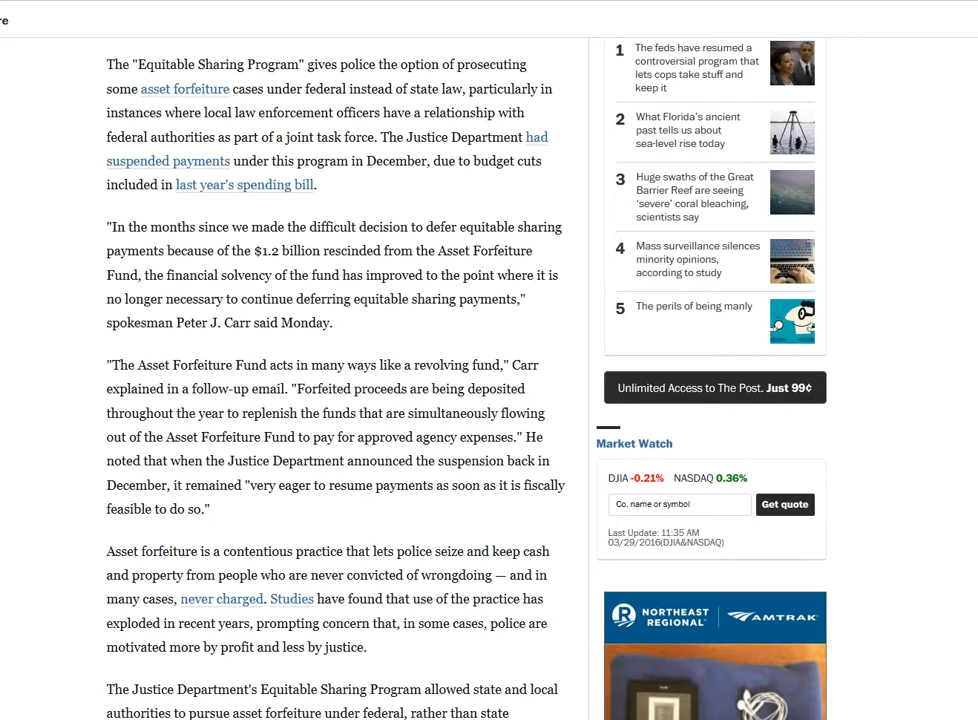 re
The "Equitable Sharing Program" gives police the option of prosecuting
some asset forfeiture cases under federal instead of state law, particularly in
instances where local law enforcement officers have a relationship with
federal authorities as part of a joint task force. The Justice Department had
suspended payments under this program in December, due to budget cuts
included in last year's spending bill.
"In the months since we made the difficult decision to defer equitable sharing
payments because of the $1.2 billion rescinded from the Asset Forfeiture
Fund, the financial solvency of the fund has improved to the point where it is
no longer necessary to continue deferring equitable sharing payments,"
spokesman Peter J. Carr said Monday.
"The Asset Forfeiture Fund acts in many ways like a revolving fund," Carr
explained in a follow-up email. "Forfeited proceeds are being deposited
throughout the year to replenish the funds that are simultaneously flowing
out of the Asset Forfeiture Fund to pay for approved agency expenses." He
noted that when the Justice Department announced the suspension back in
December, it remained "very eager to resume payments as soon as it is fiscally
feasible to do so."
Asset forfeiture is a contentious practice that lets police seize and keep cash
and property from people who are never convicted of wrongdoing — and in
many cases, never charged. Studies have found that use of the practice has
exploded in recent years, prompting concern that, in some cases, police are
motivated more by profit and less by justice.
The Justice Department's Equitable Sharing Program allowed state and local
authorities to pursue asset forfeiture under federal, rather than state
1 The feds have resumed a
controversial program that
lets cops take stuff and
keep it
2 What Florida's ancient
past tells us about
sea-level rise today
3 Huge swaths of the Great
Barrier Reef are seeing
'severe' coral bleaching,
scientists say
4 Mass surveillance silences
minority opinions,
according to study
5 The perils of being manly
Unlimited Access to The Post. Just 99¢
Market Watch
DJIA -0.21% NASDAQ 0.36%
Co. name or symbol Get quote
Last Update: 11:35 AM
03/29/2016(DJIA&NASDAQ)
NORTHEAST
REGIONAL AMTRAK